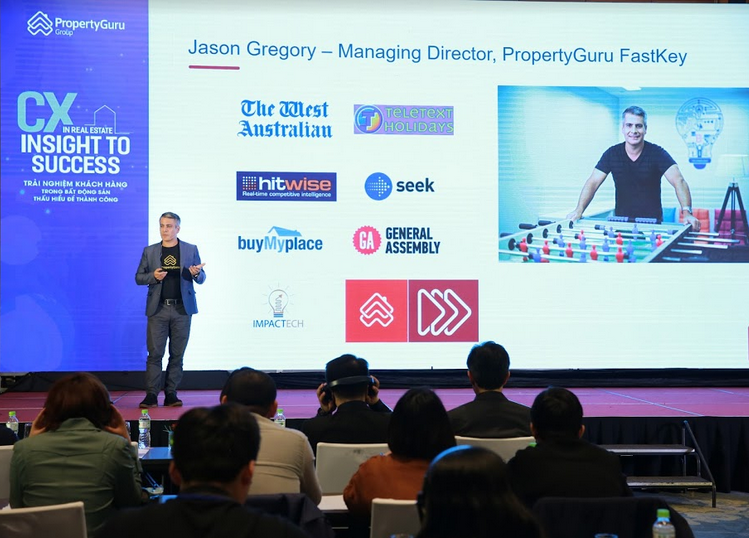 PropertyGuru
Group
CX
IN REAL ESTATE
INSIGHT TO
SUCCESS
TRẢI NGHIỆM KHÁCH HÀNG
TRONG BẤT ĐỘNG SẢN
THẤU HIỂU ĐỂ THÀNH CÔNG
Jason Gregory – Managing Director, PropertyGuru FastKey
The West
Australian
TELETEXT
HOLIDAYS
hitwise
Real-time competitive intelligence
seek
buyMyplace
GA
GENERAL
ASSEMBLY
IMPACTECH
PropertyGuru